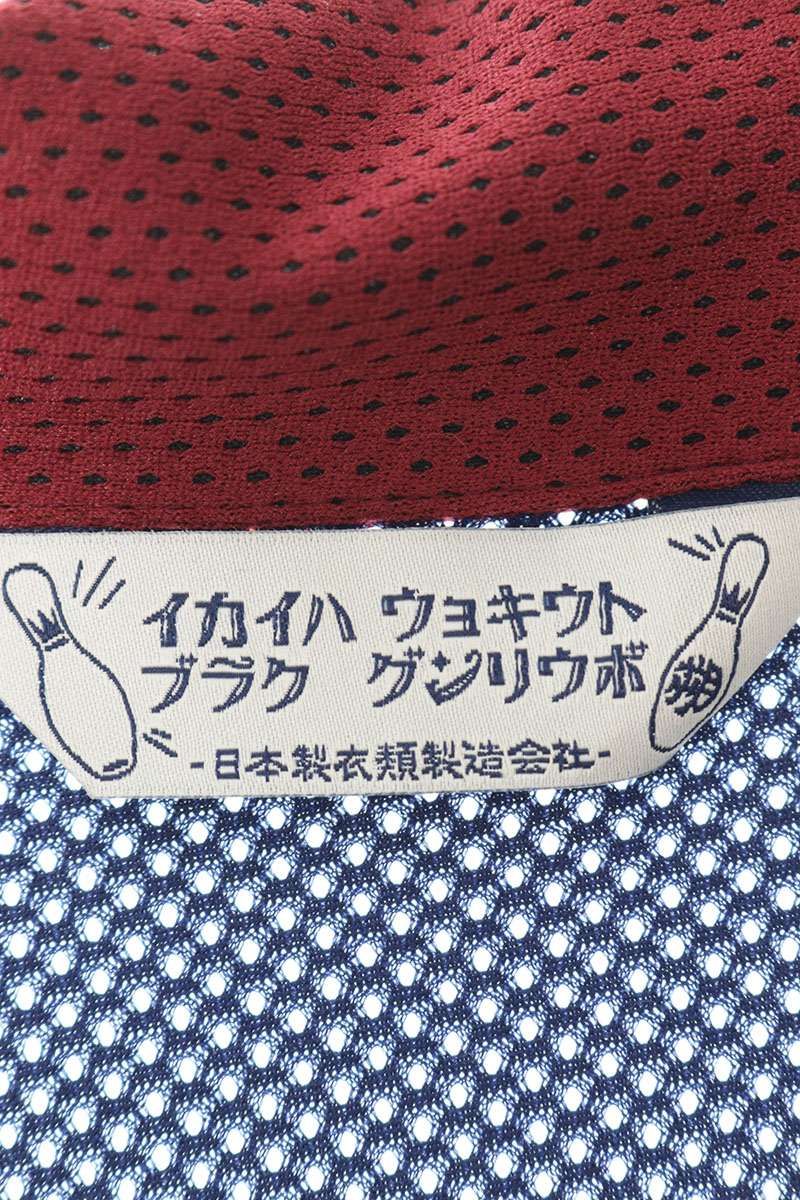 イカイハ ウヨキウト
ブラク グンリウボ
-日本製衣類製造会社-